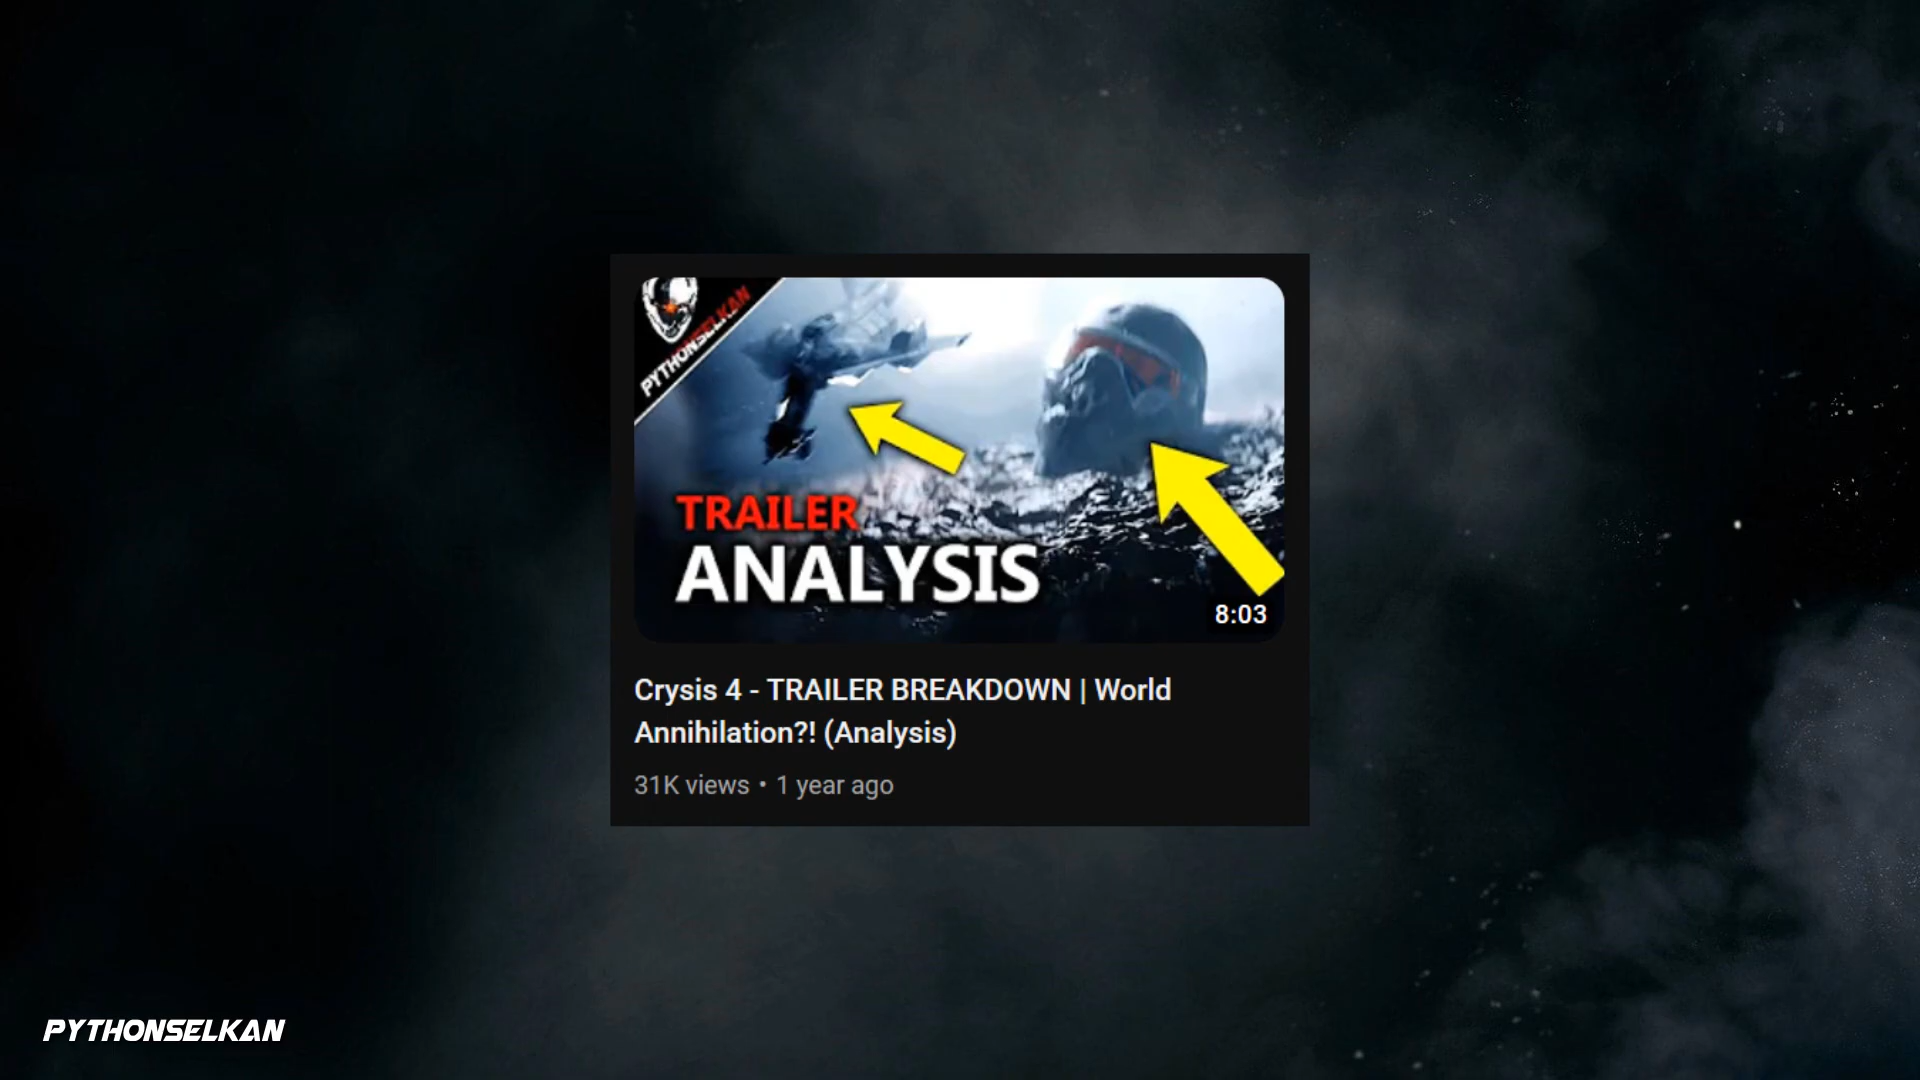 PYTHONSELKAN
TRAILER
ANALYSIS
8:03
Crysis 4 - TRAILER BREAKDOWN | World
Annihilation?! (Analysis)
31K views • 1 year ago
PYTHONSELKAN